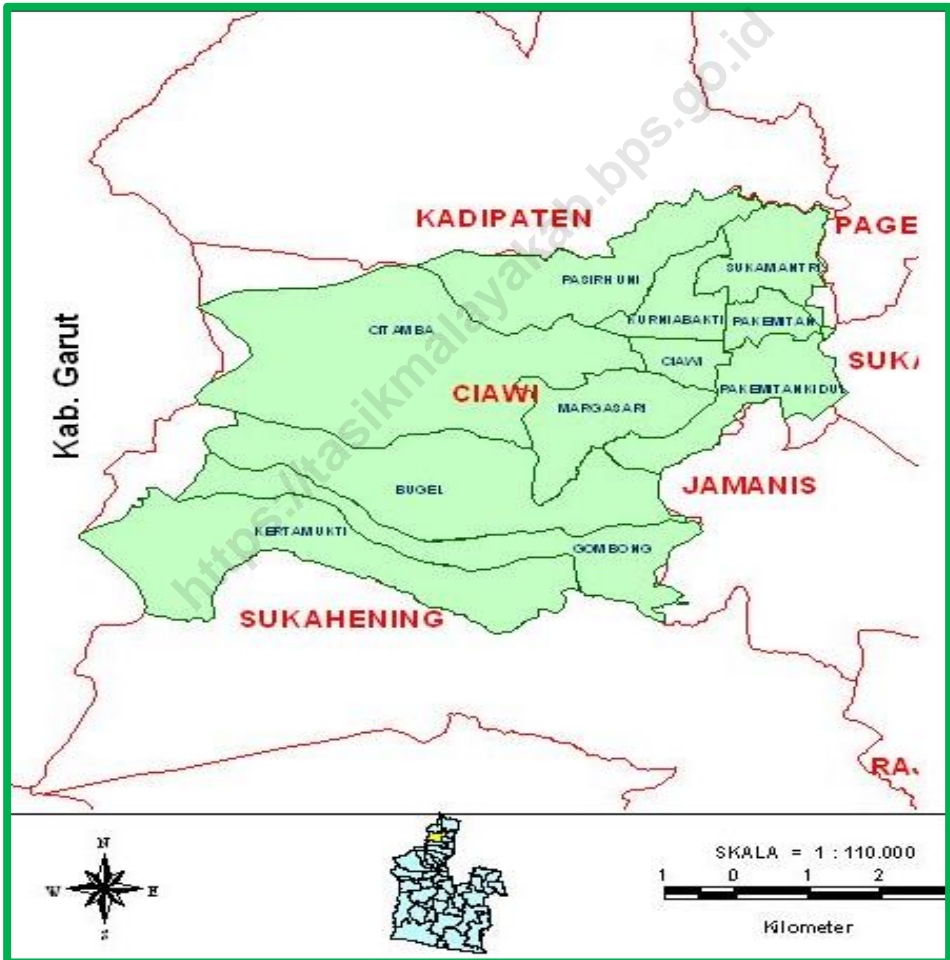 https://tasikmalayakab.bps.go.id
KADIPATEN
PAGE
SUKAMANTRI
PASIRHUNI
KURNIABAKTI
PAKEMITAN
CITAMBA
Kab. Garut
CIAWI
SUKA
PAKEMITANKIDUL
CIAWI
MARGASARI
BUGEL
JAMANIS
KERTAMUKTI
GOMBONG
SUKAHENING
RAJ
N
W
E
S
SKALA = 1 : 110.000
1 0 1 2
Kilometer